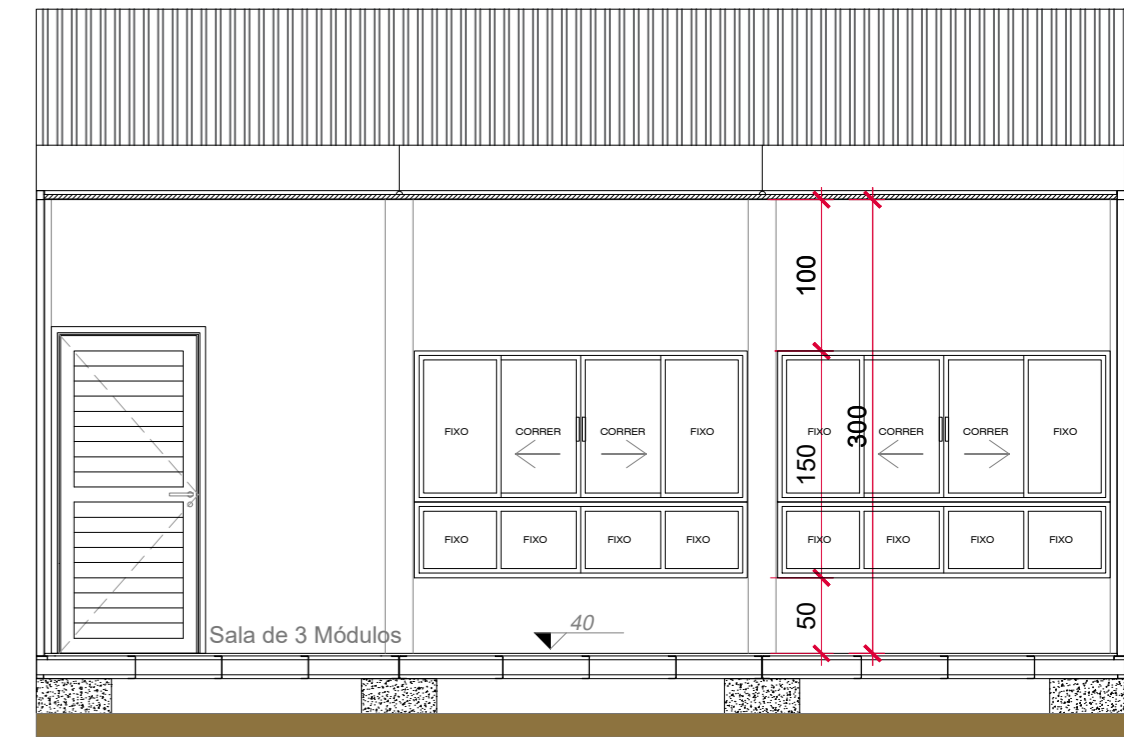 100
FIXO CORRER CORRER FIXO
FIXO CORRER CORRER FIXO
300
150
FIXO FIXO FIXO FIXO
FIXO FIXO FIXO FIXO
50
Sala de 3 Módulos
40